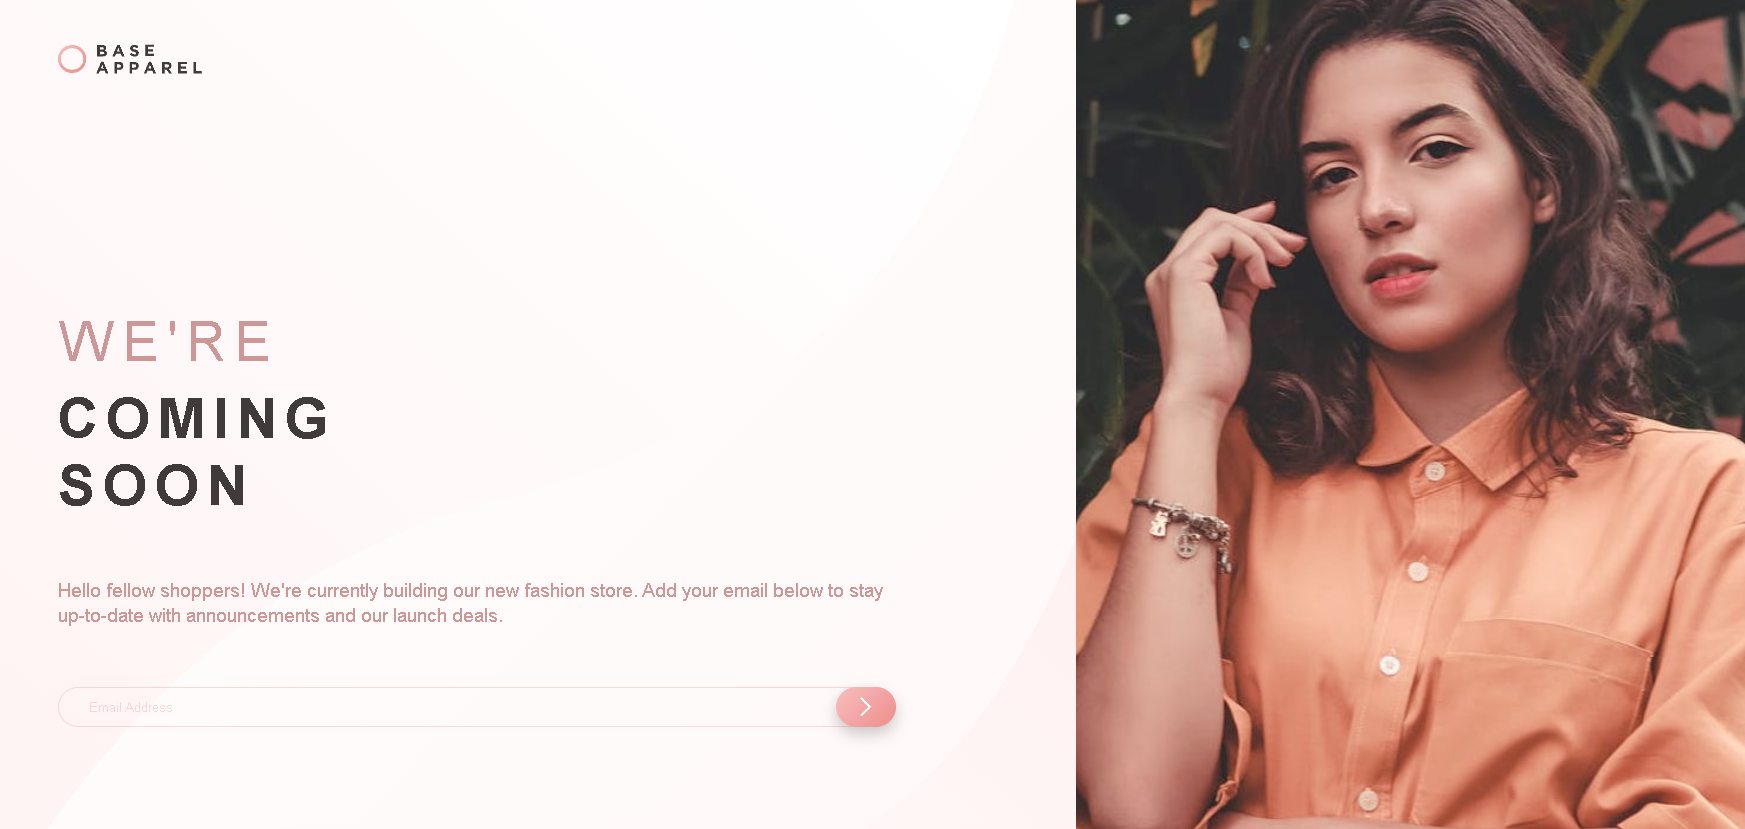 BASE
APPAREL
WE'RE
COMING
SOON
Hello fellow shoppers! We're currently building our new fashion store. Add your email below to stay
up-to-date with announcements and our launch deals.
Email Address